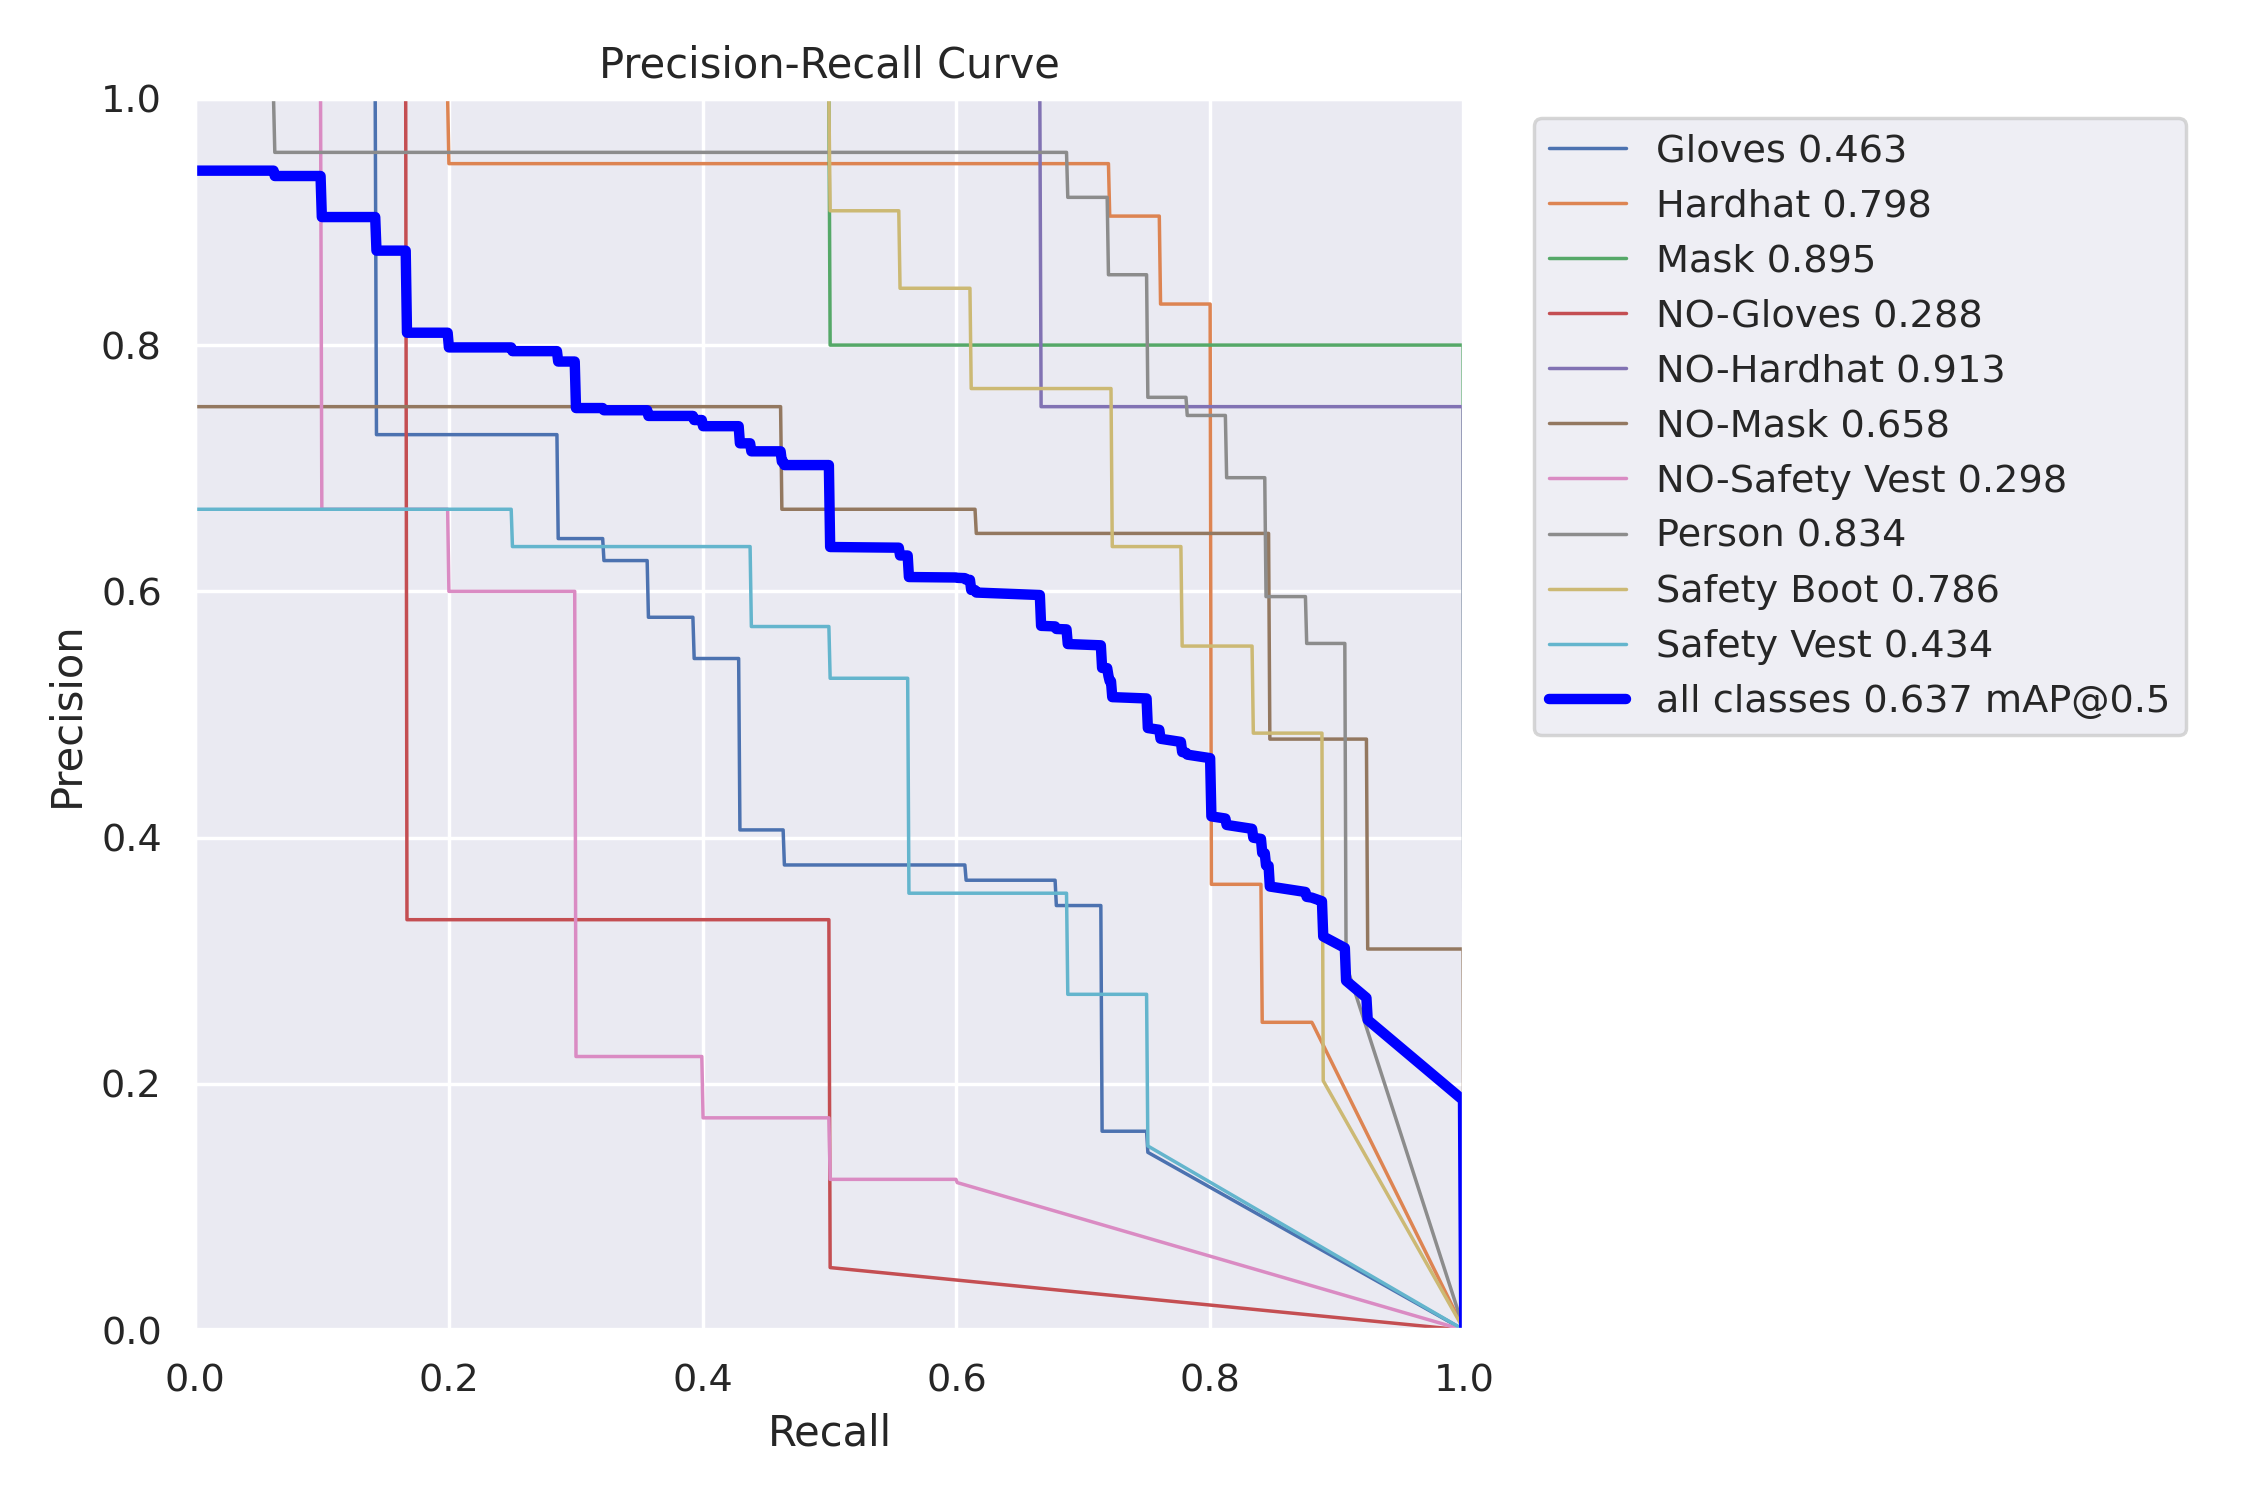 Precision-Recall Curve
1.0
0.8
0.6
0.4
0.2
0.0
Precision
0.0 0.2 0.4 0.6 0.8 1.0
Recall
Gloves 0.463
Hardhat 0.798
Mask 0.895
NO-Gloves 0.288
NO-Hardhat 0.913
NO-Mask 0.658
NO-Safety Vest 0.298
Person 0.834
Safety Boot 0.786
Safety Vest 0.434
all classes 0.637 mAP@0.5